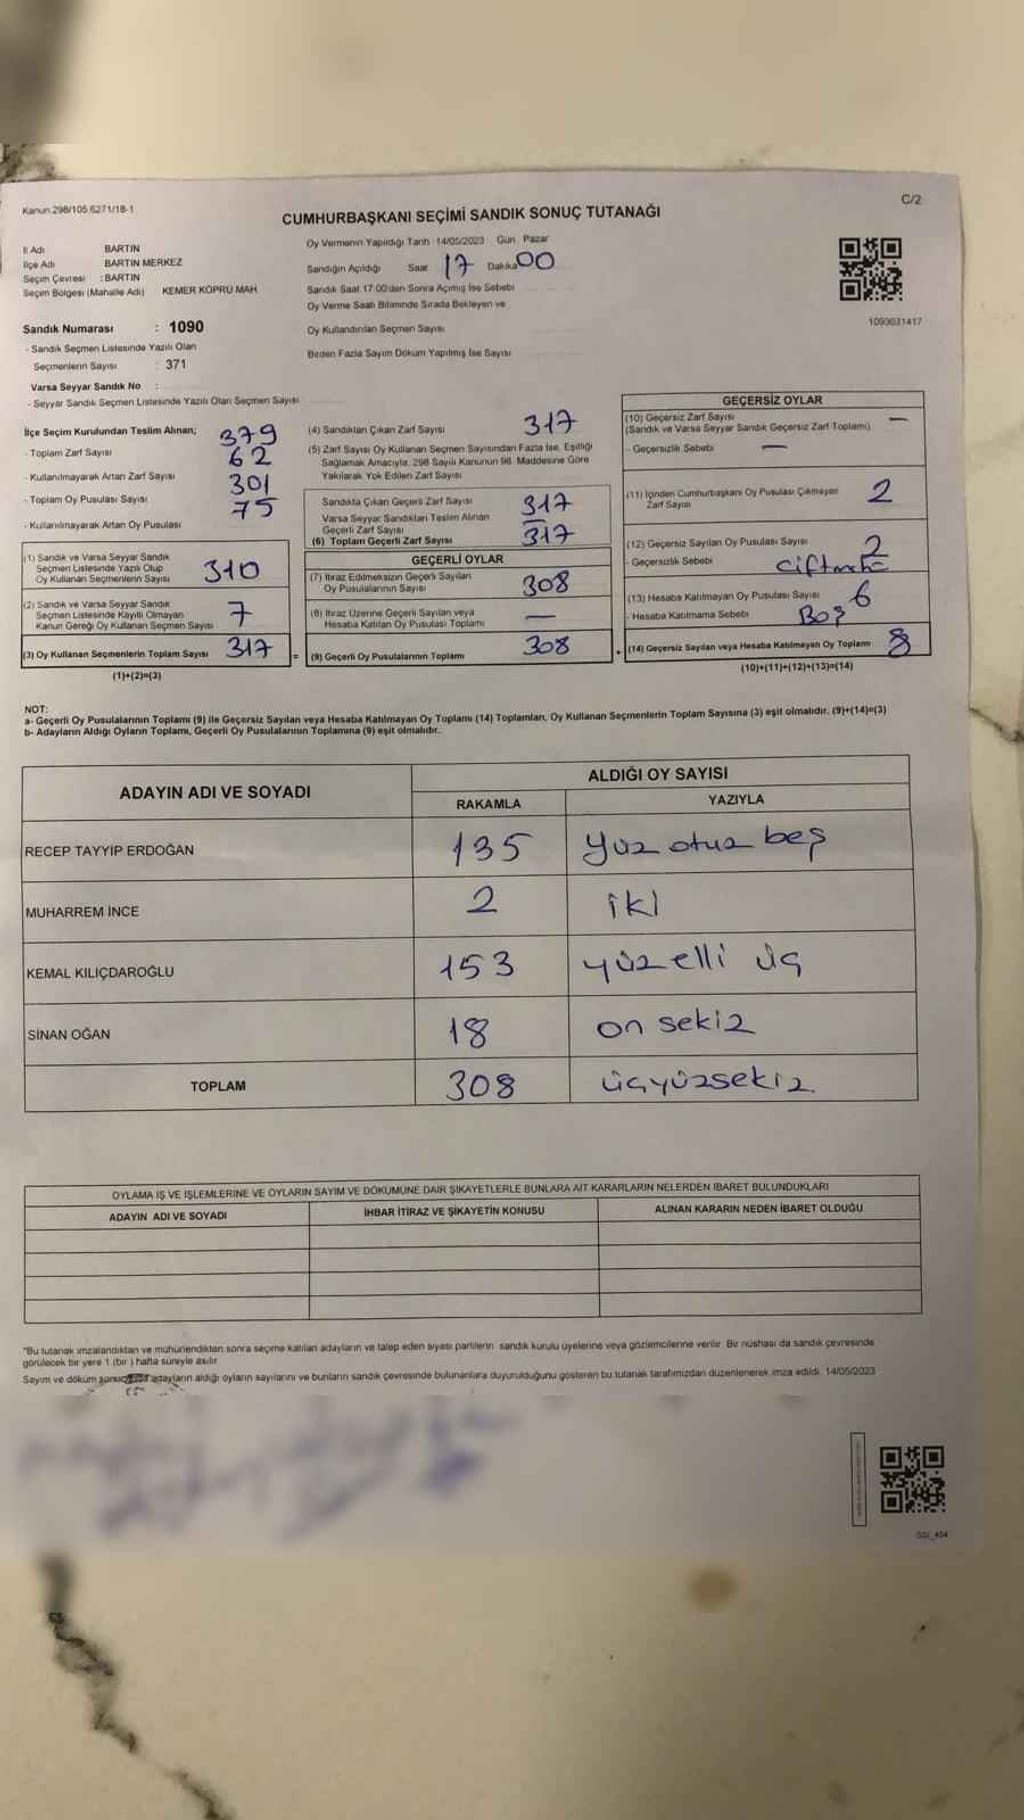 Kanun.298/105.6271/18-1
C/2
CUMHURBAŞKANI SEÇİMİ SANDIK SONUÇ TUTANAĞI
İl Adı BARTIN
İlçe Adı BARTIN MERKEZ
Seçim Çevresi : BARTIN
Seçim Bölgesi (Mahalle Adı) KEMER KÖPRÜ MAH.
Sandık Numarası : 1090
- Sandık Seçmen Listesinde Yazılı Olan
Seçmenlerin Sayısı : 371
Varsa Seyyar Sandık No :
- Seyyar Sandık Seçmen Listesinde Yazılı Olan Seçmen Sayısı
Oy Vermenin Yapıldığı Tarih 14/05/2023 Gün Pazar
Sandığın Açıldığı Saat 17 Dakika 00
Sandık Saat 17:00'den Sonra Açımış İse Sebebi
Oy Verme Saati Bitiminde Sırada Bekleyen ve
Oy Kullandırılan Seçmen Sayısı
Birden Fazla Sayım Döküm Yapılmış İse Sayısı
1090031417
İlçe Seçim Kurulundan Teslim Alınan;
- Toplam Zarf Sayısı 379
- Kullanılmayarak Artan Zarf Sayısı 62
- Toplam Oy Pusulası Sayısı 301
- Kullanılmayarak Artan Oy Pusulası 75
(1) Sandık ve Varsa Seyyar Sandık
Seçmen Listesinde Yazılı Olup
Oy Kullanan Seçmenlerin Sayısı 310
(2) Sandık ve Varsa Seyyar Sandık
Seçmen Listesinde Kayıtlı Olmayan
Kanun Gereği Oy Kullanan Seçmen Sayısı 7
(3) Oy Kullanan Seçmenlerin Toplam Sayısı 317 =
(1)+(2)=(3)
(4) Sandıktan Çıkan Zarf Sayısı 317
(5) Zarf Sayısı Oy Kullanan Seçmen Sayısından Fazla İse, Eşitliği
Sağlamak Amacıyla, 298 Sayılı Kanunun 98. Maddesine Göre
Yakılarak Yok Edilen Zarf Sayısı
Sandıkta Çıkan Geçerli Zarf Sayısı 317
Varsa Seyyar Sandıktan Teslim Alınan
Geçerli Zarf Sayısı —
(6) Toplam Geçerli Zarf Sayısı 317
GEÇERLİ OYLAR
(7) İtiraz Edilmeksizin Geçerli Sayılan
Oy Pusulalarının Sayısı 308
(8) İtiraz Üzerine Geçerli Sayılan veya
Hesaba Katılan Oy Pusulası Toplamı —
(9) Geçerli Oy Pusulalarının Toplamı 308 +
GEÇERSİZ OYLAR
(10) Geçersiz Zarf Sayısı —
(Sandık ve Varsa Seyyar Sandık Geçersiz Zarf Toplamı)
- Geçersizlik Sebebi —
(11) İçinden Cumhurbaşkanı Oy Pusulası Çıkmayan
Zarf Sayısı 2
(12) Geçersiz Sayılan Oy Pusulası Sayısı 2
- Geçersizlik Sebebi
(13) Hesaba Katılmayan Oy Pusulası Sayısı 6
- Hesaba Katılmama Sebebi Boş
(14) Geçersiz Sayılan veya Hesaba Katılmayan Oy Toplamı 8
(10)+(11)+(12)+(13)=(14)
NOT:
a- Geçerli Oy Pusulalarının Toplamı (9) ile Geçersiz Sayılan veya Hesaba Katılmayan Oy Toplamı (14) Toplamları, Oy Kullanan Seçmenlerin Toplam Sayısına (3) eşit olmalıdır. (9)+(14)=(3)
b- Adayların Aldığı Oyların Toplamı, Geçerli Oy Pusulalarının Toplamına (9) eşit olmalıdır.
ADAYIN ADI VE SOYADI ALDIĞI OY SAYISI
RAKAMLA YAZIYLA
RECEP TAYYİP ERDOĞAN 135 yüz otuz beş
MUHARREM İNCE 2 iki
KEMAL KILIÇDAROĞLU 153 yüzelli üç
SİNAN OĞAN 18 on sekiz
TOPLAM 308 üçyüzsekiz
OYLAMA İŞ VE İŞLEMLERİNE VE OYLARIN SAYIM VE DÖKÜMÜNE DAİR ŞİKAYETLERLE BUNLARA AİT KARARLARIN NELERDEN İBARET BULUNDUKLARI
ADAYIN ADI VE SOYADI İHBAR İTİRAZ VE ŞİKAYETİN KONUSU ALINAN KARARIN NEDEN İBARET OLDUĞU
"Bu tutanak imzalandıktan ve mühürlendikten sonra seçime katılan adayların ve talep eden siyasi partilerin sandık kurulu üyelerine veya gözlemcilerine verilir. Bir nüshası da sandık çevresinde
görülecek bir yere 1 (bir) hafta süreyle asılır.
Sayım ve döküm adayların aldığı oyların sayılarını ve bunların sandık çevresinde bulunanlara duyurulduğunu gösteren bu tutanak tarafımızdan düzenlenerek imza edildi. 14/05/2023